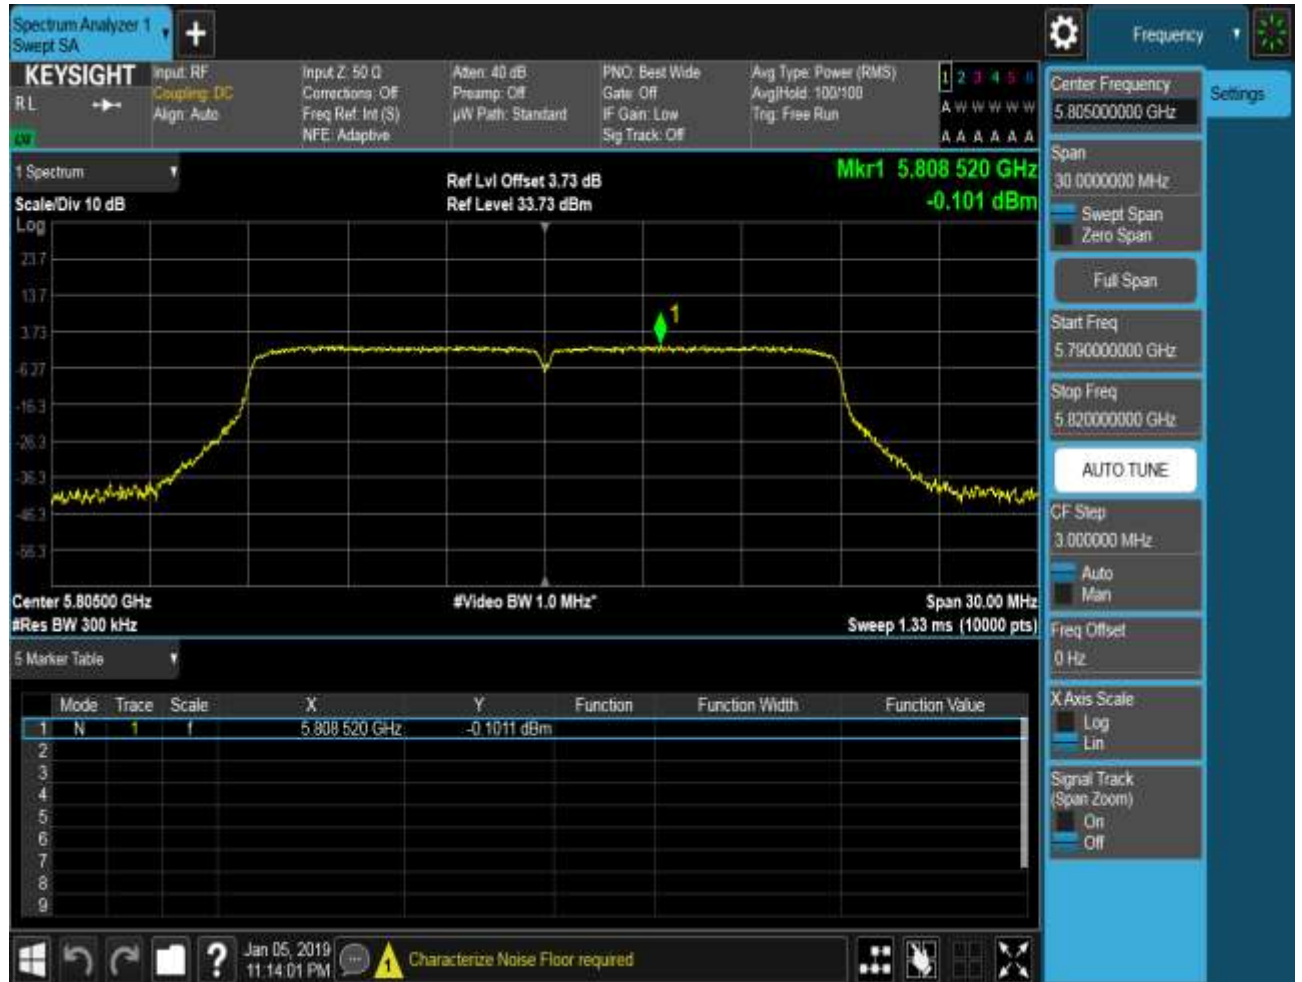 Spectrum Analyzer 1
Swept SA
+
Frequency
KEYSIGHT
R L
Input: RF
Coupling: DC
Align: Auto
Input Z: 50 Ω
Corrections: Off
Freq Ref: Int (S)
NFE: Adaptive
Atten: 40 dB
Preamp: Off
µW Path: Standard
PNO: Best Wide
Gate: Off
IF Gain: Low
Sig Track: Off
Avg Type: Power (RMS)
Avg|Hold: 100/100
Trig: Free Run
1 2 3 4 5 6
A W W W W W
A A A A A A
1 Spectrum
Scale/Div 10 dB
Ref Lvl Offset 3.73 dB
Ref Level 33.73 dBm
Mkr1 5.808 520 GHz
-0.101 dBm
Log
23.7
13.7
3.73
-6.27
-16.3
-26.3
-36.3
-46.3
-56.3
1
Center 5.80500 GHz
#Res BW 300 kHz
#Video BW 1.0 MHz*
Span 30.00 MHz
Sweep 1.33 ms (10000 pts)
5 Marker Table
Mode Trace Scale X Y Function Function Width Function Value
1 N 1 f 5.808 520 GHz -0.1011 dBm
2
3
4
5
6
7
8
9
Jan 05, 2019
11:14:01 PM
?
1
Characterize Noise Floor required
Center Frequency
5.805000000 GHz
Settings
Span
30.0000000 MHz
Swept Span
Zero Span
Full Span
Start Freq
5.790000000 GHz
Stop Freq
5.820000000 GHz
AUTO TUNE
CF Step
3.000000 MHz
Auto
Man
Freq Offset
0 Hz
X Axis Scale
Log
Lin
Signal Track
(Span Zoom)
On
Off